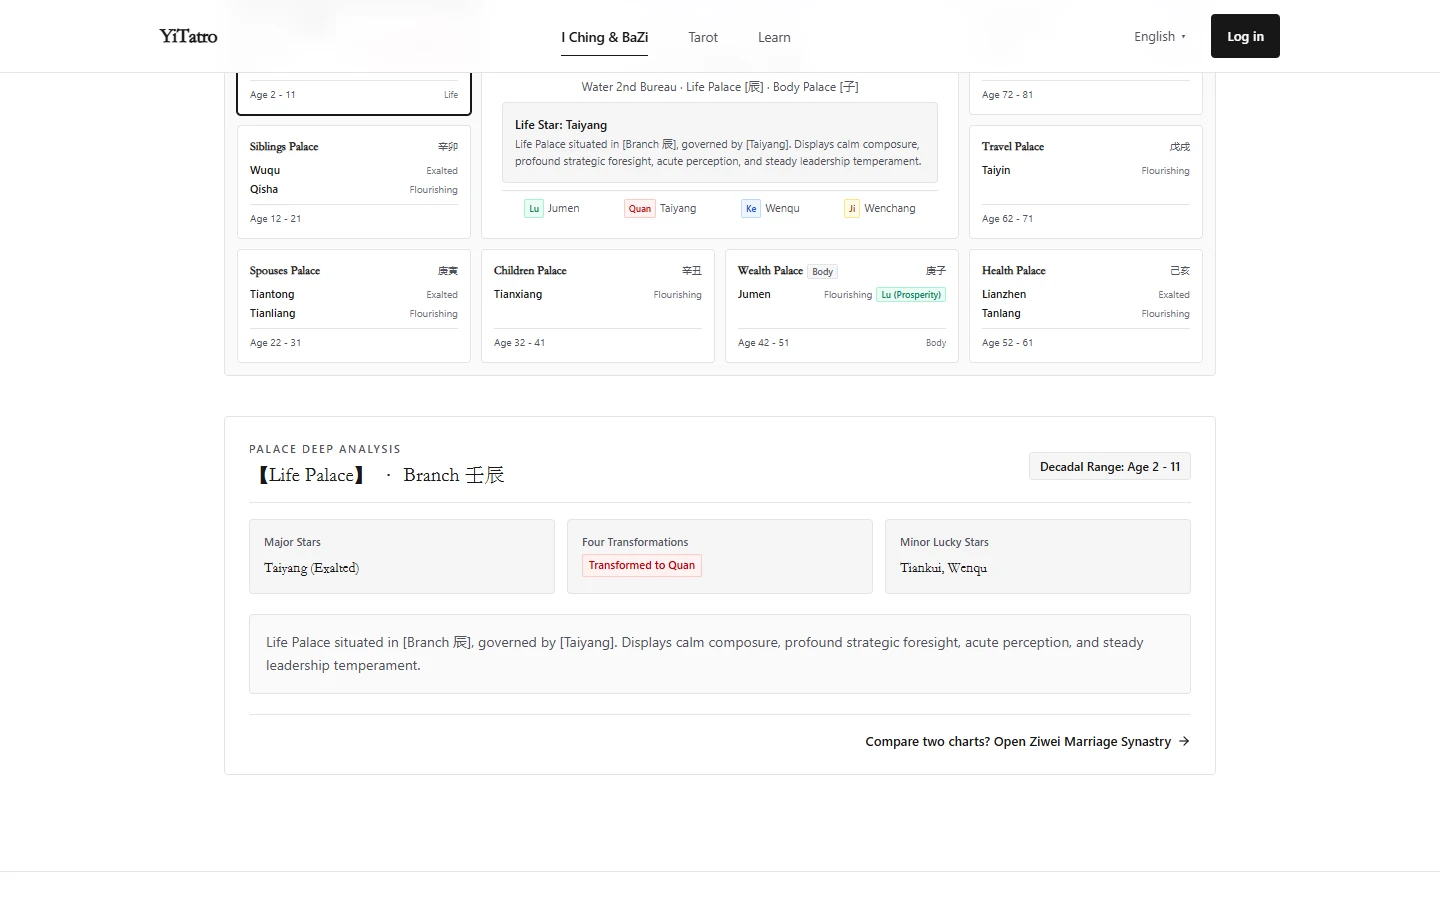 YiTatro
I Ching & BaZi
Tarot
Learn
English
Log in
Age 2 - 11
Life
Water 2nd Bureau · Life Palace [辰] · Body Palace [子]
Age 72 - 81
Life Star: Taiyang
Life Palace situated in [Branch 辰], governed by [Taiyang]. Displays calm composure,
profound strategic foresight, acute perception, and steady leadership temperament.
Lu Jumen
Quan Taiyang
Ke Wenqu
Ji Wenchang
Siblings Palace 辛卯
Wuqu Exalted
Qisha Flourishing
Age 12 - 21
Travel Palace 戊戌
Taiyin Flourishing
Age 62 - 71
Spouses Palace 庚寅
Tiantong Exalted
Tianliang Flourishing
Age 22 - 31
Children Palace 辛丑
Tianxiang Flourishing
Age 32 - 41
Wealth Palace Body 庚子
Jumen Flourishing Lu (Prosperity)
Age 42 - 51 Body
Health Palace 己亥
Lianzhen Exalted
Tanlang Flourishing
Age 52 - 61
PALACE DEEP ANALYSIS
【Life Palace】 · Branch 壬辰
Decadal Range: Age 2 - 11
Major Stars
Taiyang (Exalted)
Four Transformations
Transformed to Quan
Minor Lucky Stars
Tiankui, Wenqu
Life Palace situated in [Branch 辰], governed by [Taiyang]. Displays calm composure, profound strategic foresight, acute perception, and steady
leadership temperament.
Compare two charts? Open Ziwei Marriage Synastry →